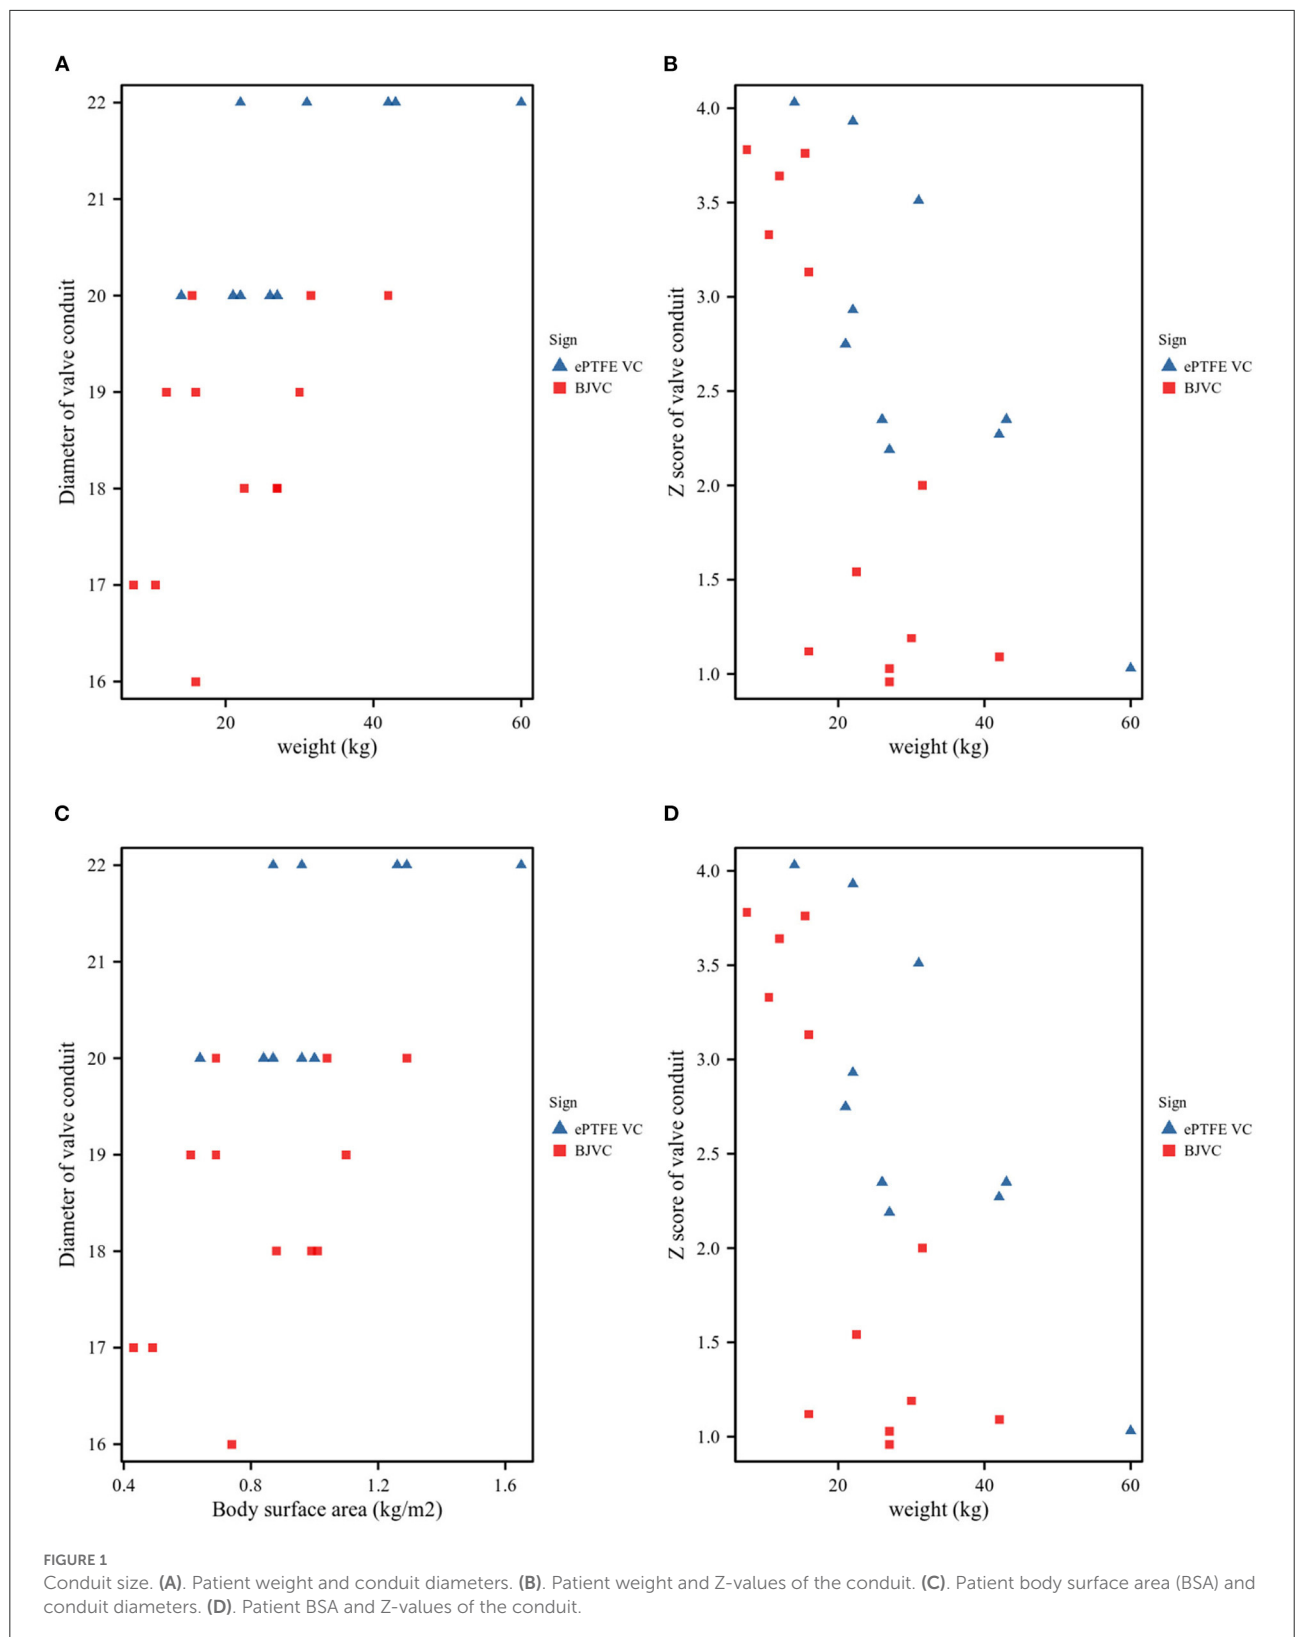 A
22
21
20
19
18
17
16
Diameter of valve conduit
20 40 60
weight (kg)
Sign
ePTFE VC
BJVC
B
4.0
3.5
3.0
2.5
2.0
1.5
1.0
Z score of valve conduit
20 40 60
weight (kg)
Sign
ePTFE VC
BJVC
C
22
21
20
19
18
17
16
Diameter of valve conduit
0.4 0.8 1.2 1.6
Body surface area (kg/m2)
Sign
ePTFE VC
BJVC
D
4.0
3.5
3.0
2.5
2.0
1.5
1.0
Z score of valve conduit
20 40 60
weight (kg)
Sign
ePTFE VC
BJVC
FIGURE 1
Conduit size. (A). Patient weight and conduit diameters. (B). Patient weight and Z-values of the conduit. (C). Patient body surface area (BSA) and
conduit diameters. (D). Patient BSA and Z-values of the conduit.